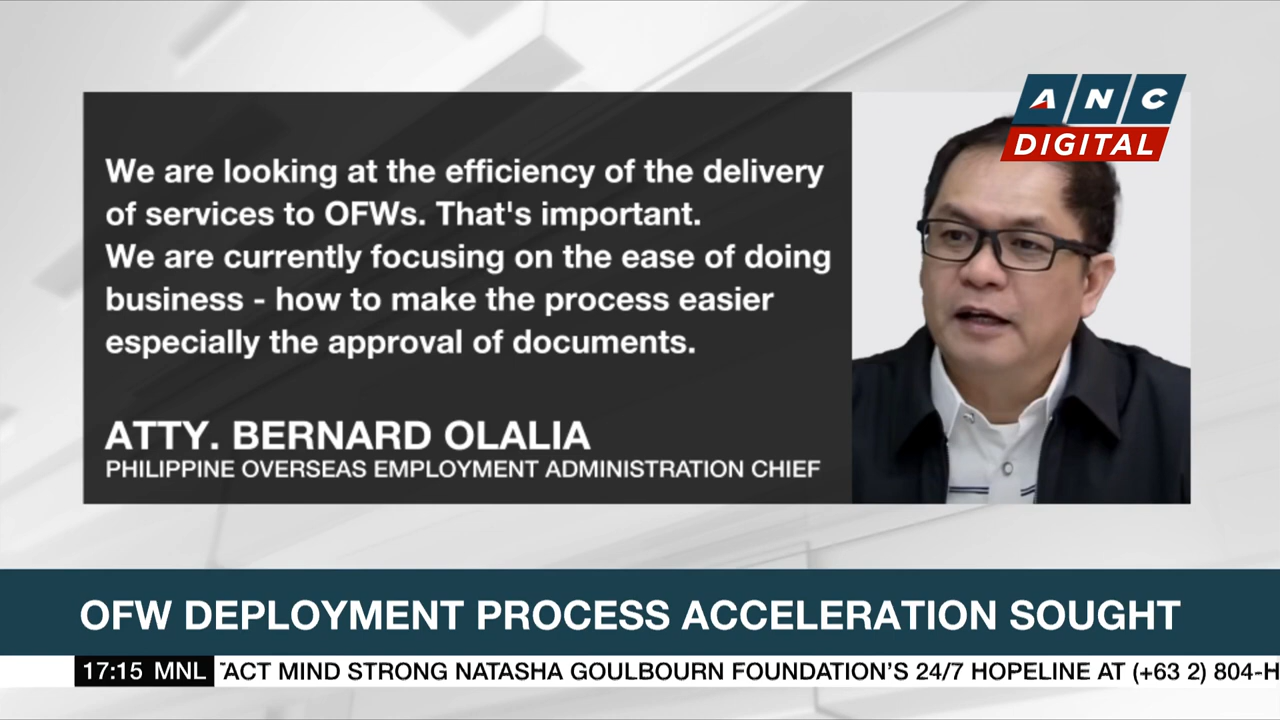 ANC
DIGITAL
We are looking at the efficiency of the delivery
of services to OFWs. That's important.
We are currently focusing on the ease of doing
business - how to make the process easier
especially the approval of documents.
ATTY. BERNARD OLALIA
PHILIPPINE OVERSEAS EMPLOYMENT ADMINISTRATION CHIEF
OFW DEPLOYMENT PROCESS ACCELERATION SOUGHT
17:15 MNL TACT MIND STRONG NATASHA GOULBOURN FOUNDATION'S 24/7 HOPELINE AT (+63 2) 804-H